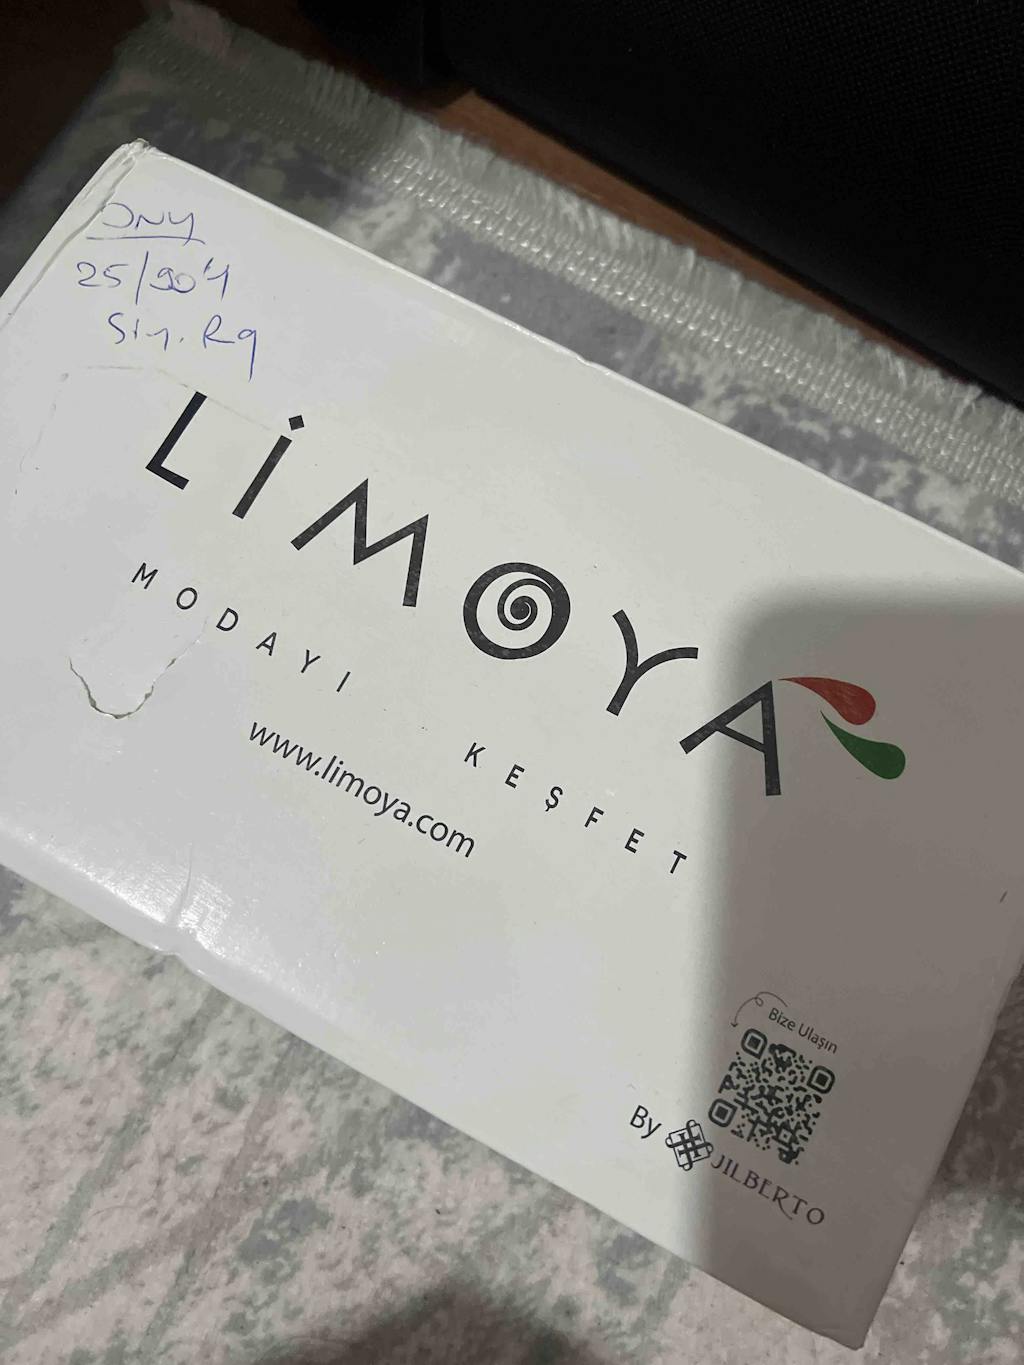 25/904
LİMOYA
MODAYI KEŞFET
www.limoya.com
Bize Ulaşın
By JILBERTO